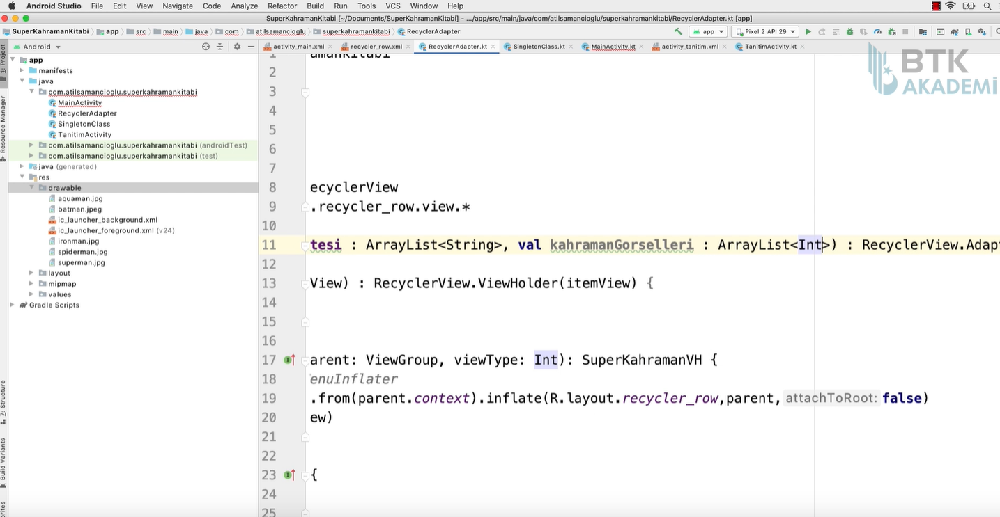 Android Studio File Edit View Navigate Code Analyze Refactor Build Run Tools VCS Window Help
SuperKahramanKitabi [~/Documents/SuperKahramanKitabi] - .../app/src/main/java/com/atilsamancioglu/superkahramankitabi/RecyclerAdapter.kt [app]
SuperKahramanKitabi app src main java com atilsamancioglu superkahramankitabi RecyclerAdapter app Pixel 2 API 29
Android activity_main.xml recycler_row.xml RecyclerAdapter.kt SingletonClass.kt MainActivity.kt activity_tanitim.xml TanitimActivity.kt
1: Project
Resource Manager
Z: Structure
Build Variants
app
manifests
java
com.atilsamancioglu.superkahramankitabi
MainActivity
RecyclerAdapter
SingletonClass
TanitimActivity
com.atilsamancioglu.superkahramankitabi (androidTest)
com.atilsamancioglu.superkahramankitabi (test)
java (generated)
res
drawable
aquaman.jpg
batman.jpeg
ic_launcher_background.xml
ic_launcher_foreground.xml (v24)
ironman.jpg
spiderman.jpg
superman.jpg
layout
mipmap
values
Gradle Scripts
1 amanKitabi
2
3
4
5
6
7
8 ecyclerView
9 .recycler_row.view.*
10
11 tesi : ArrayList<String>, val kahramanGorselleri : ArrayList<Int>) : RecyclerView.Adap
12
13 View) : RecyclerView.ViewHolder(itemView) {
14
15
16
17 arent: ViewGroup, viewType: Int): SuperKahramanVH {
18 enuInflater
19 .from(parent.context).inflate(R.layout.recycler_row,parent, attachToRoot: false)
20 ew)
21
22
23 {
24
25
BTK
AKADEMİ